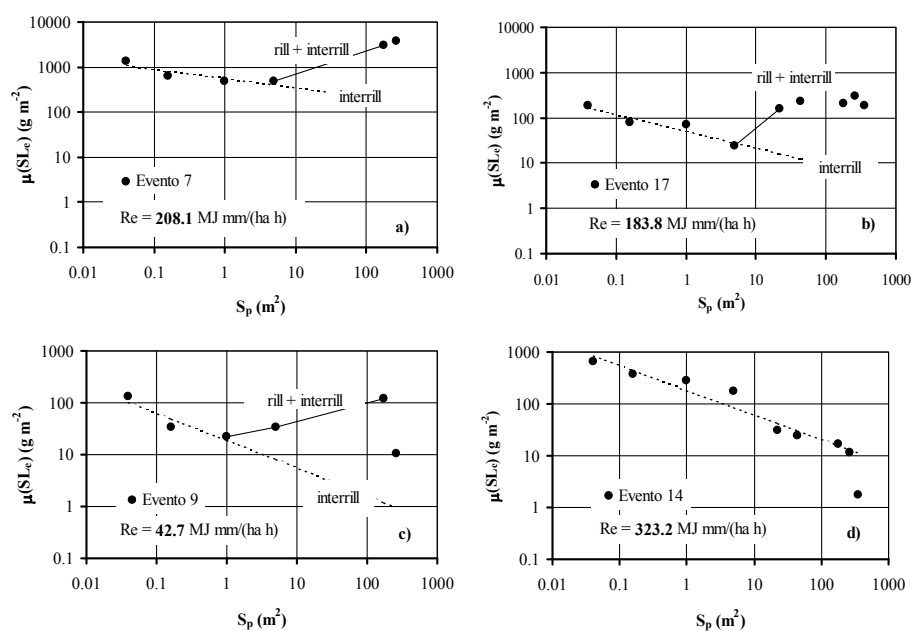 10000
1000
100
10
1
0.1
μ(SLₑ) (g m⁻²)
a)
rill + interrill
interrill
Evento 7
Re = 208.1 MJ mm/(ha h)
0.01 0.1 1 10 100 1000
Sₚ (m²)
10000
1000
100
10
1
0.1
μ(SLₑ) (g m⁻²)
rill + interrill
interrill
Evento 17
Re = 183.8 MJ mm/(ha h)
b)
0.01 0.1 1 10 100 1000
Sₚ (m²)
1000
100
10
1
0.1
μ(SLₑ) (g m⁻²)
rill + interrill
interrill
Evento 9
Re = 42.7 MJ mm/(ha h)
c)
0.01 0.1 1 10 100 1000
Sₚ (m²)
1000
100
10
1
0.1
μ(SLₑ) (g m⁻²)
Evento 14
Re = 323.2 MJ mm/(ha h)
d)
0.01 0.1 1 10 100 1000
Sₚ (m²)